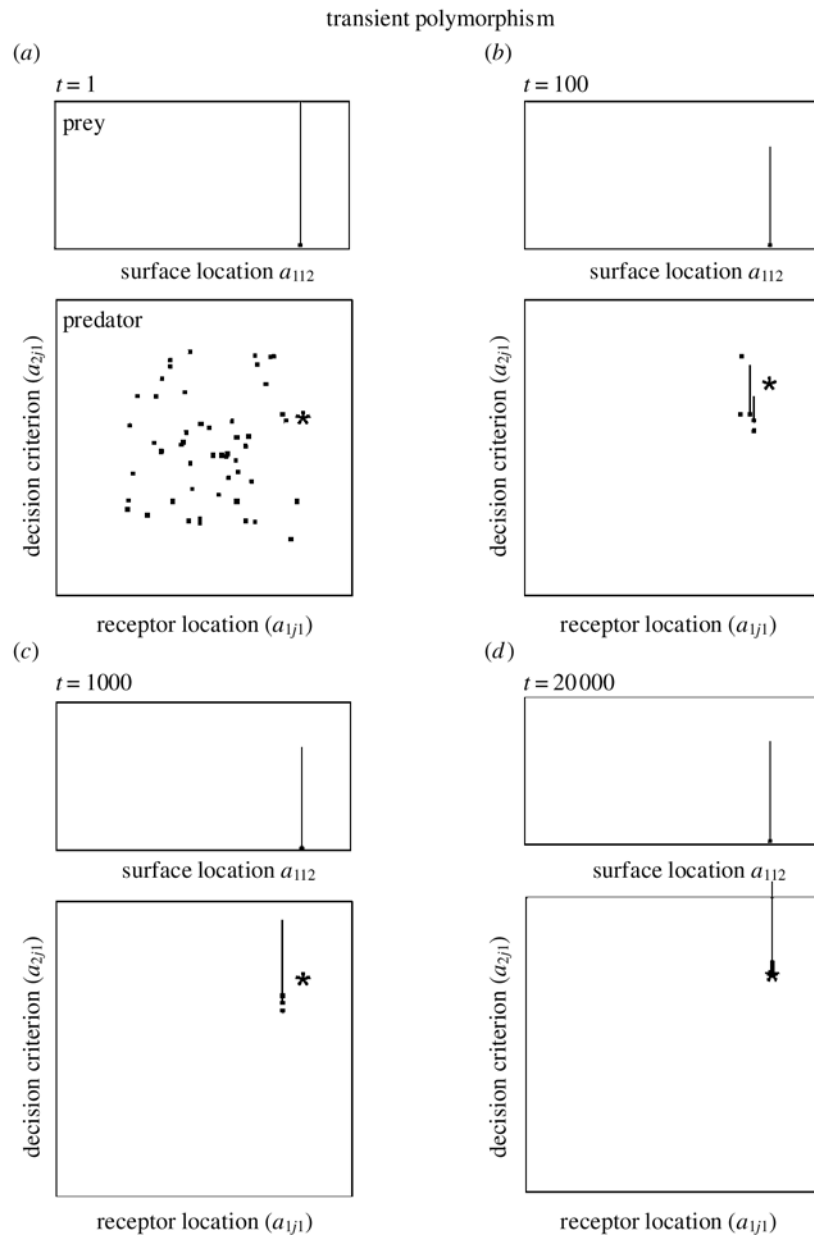 transient polymorphism
(a)
t = 1
prey
surface location a112
predator
decision criterion (a2j1)
*
receptor location (a1j1)
(b)
t = 100
surface location a112
decision criterion (a2j1)
*
receptor location (a1j1)
(c)
t = 1000
surface location a112
decision criterion (a2j1)
*
receptor location (a1j1)
(d)
t = 20 000
surface location a112
decision criterion (a2j1)
*
receptor location (a1j1)